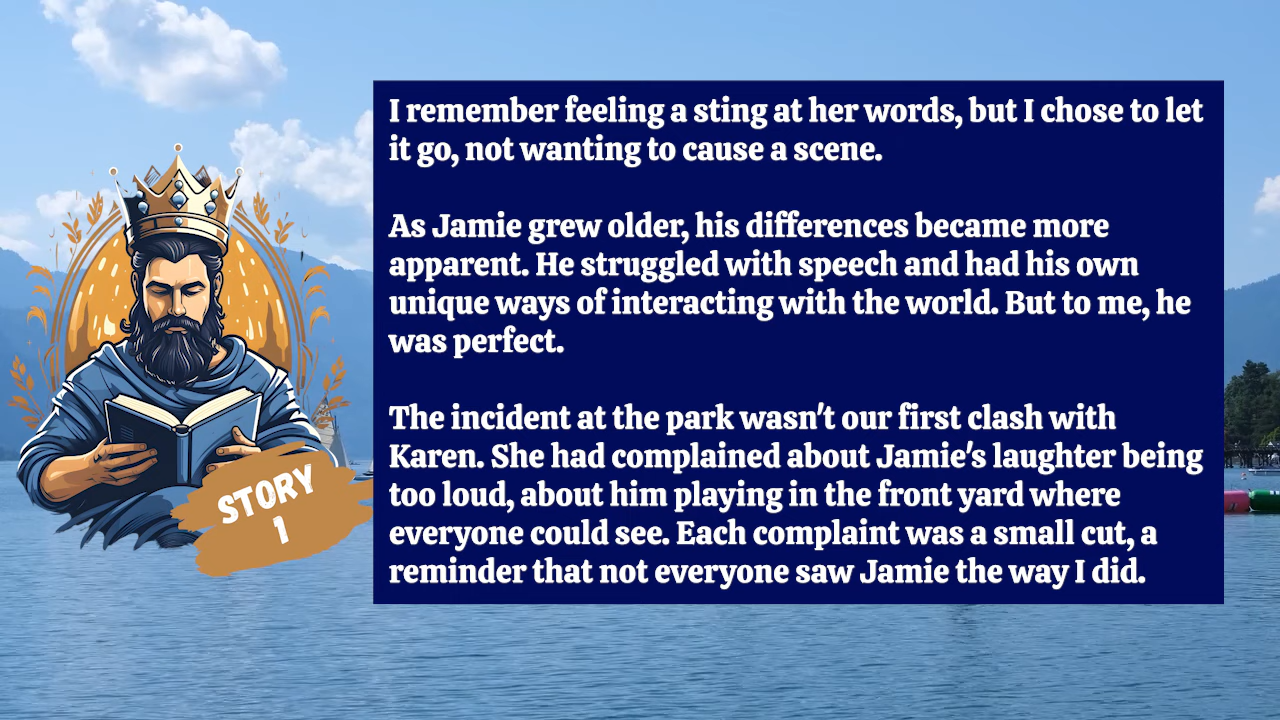 I remember feeling a sting at her words, but I chose to let
it go, not wanting to cause a scene.
As Jamie grew older, his differences became more
apparent. He struggled with speech and had his own
unique ways of interacting with the world. But to me, he
was perfect.
The incident at the park wasn't our first clash with
Karen. She had complained about Jamie's laughter being
too loud, about him playing in the front yard where
everyone could see. Each complaint was a small cut, a
reminder that not everyone saw Jamie the way I did.
STORY
1